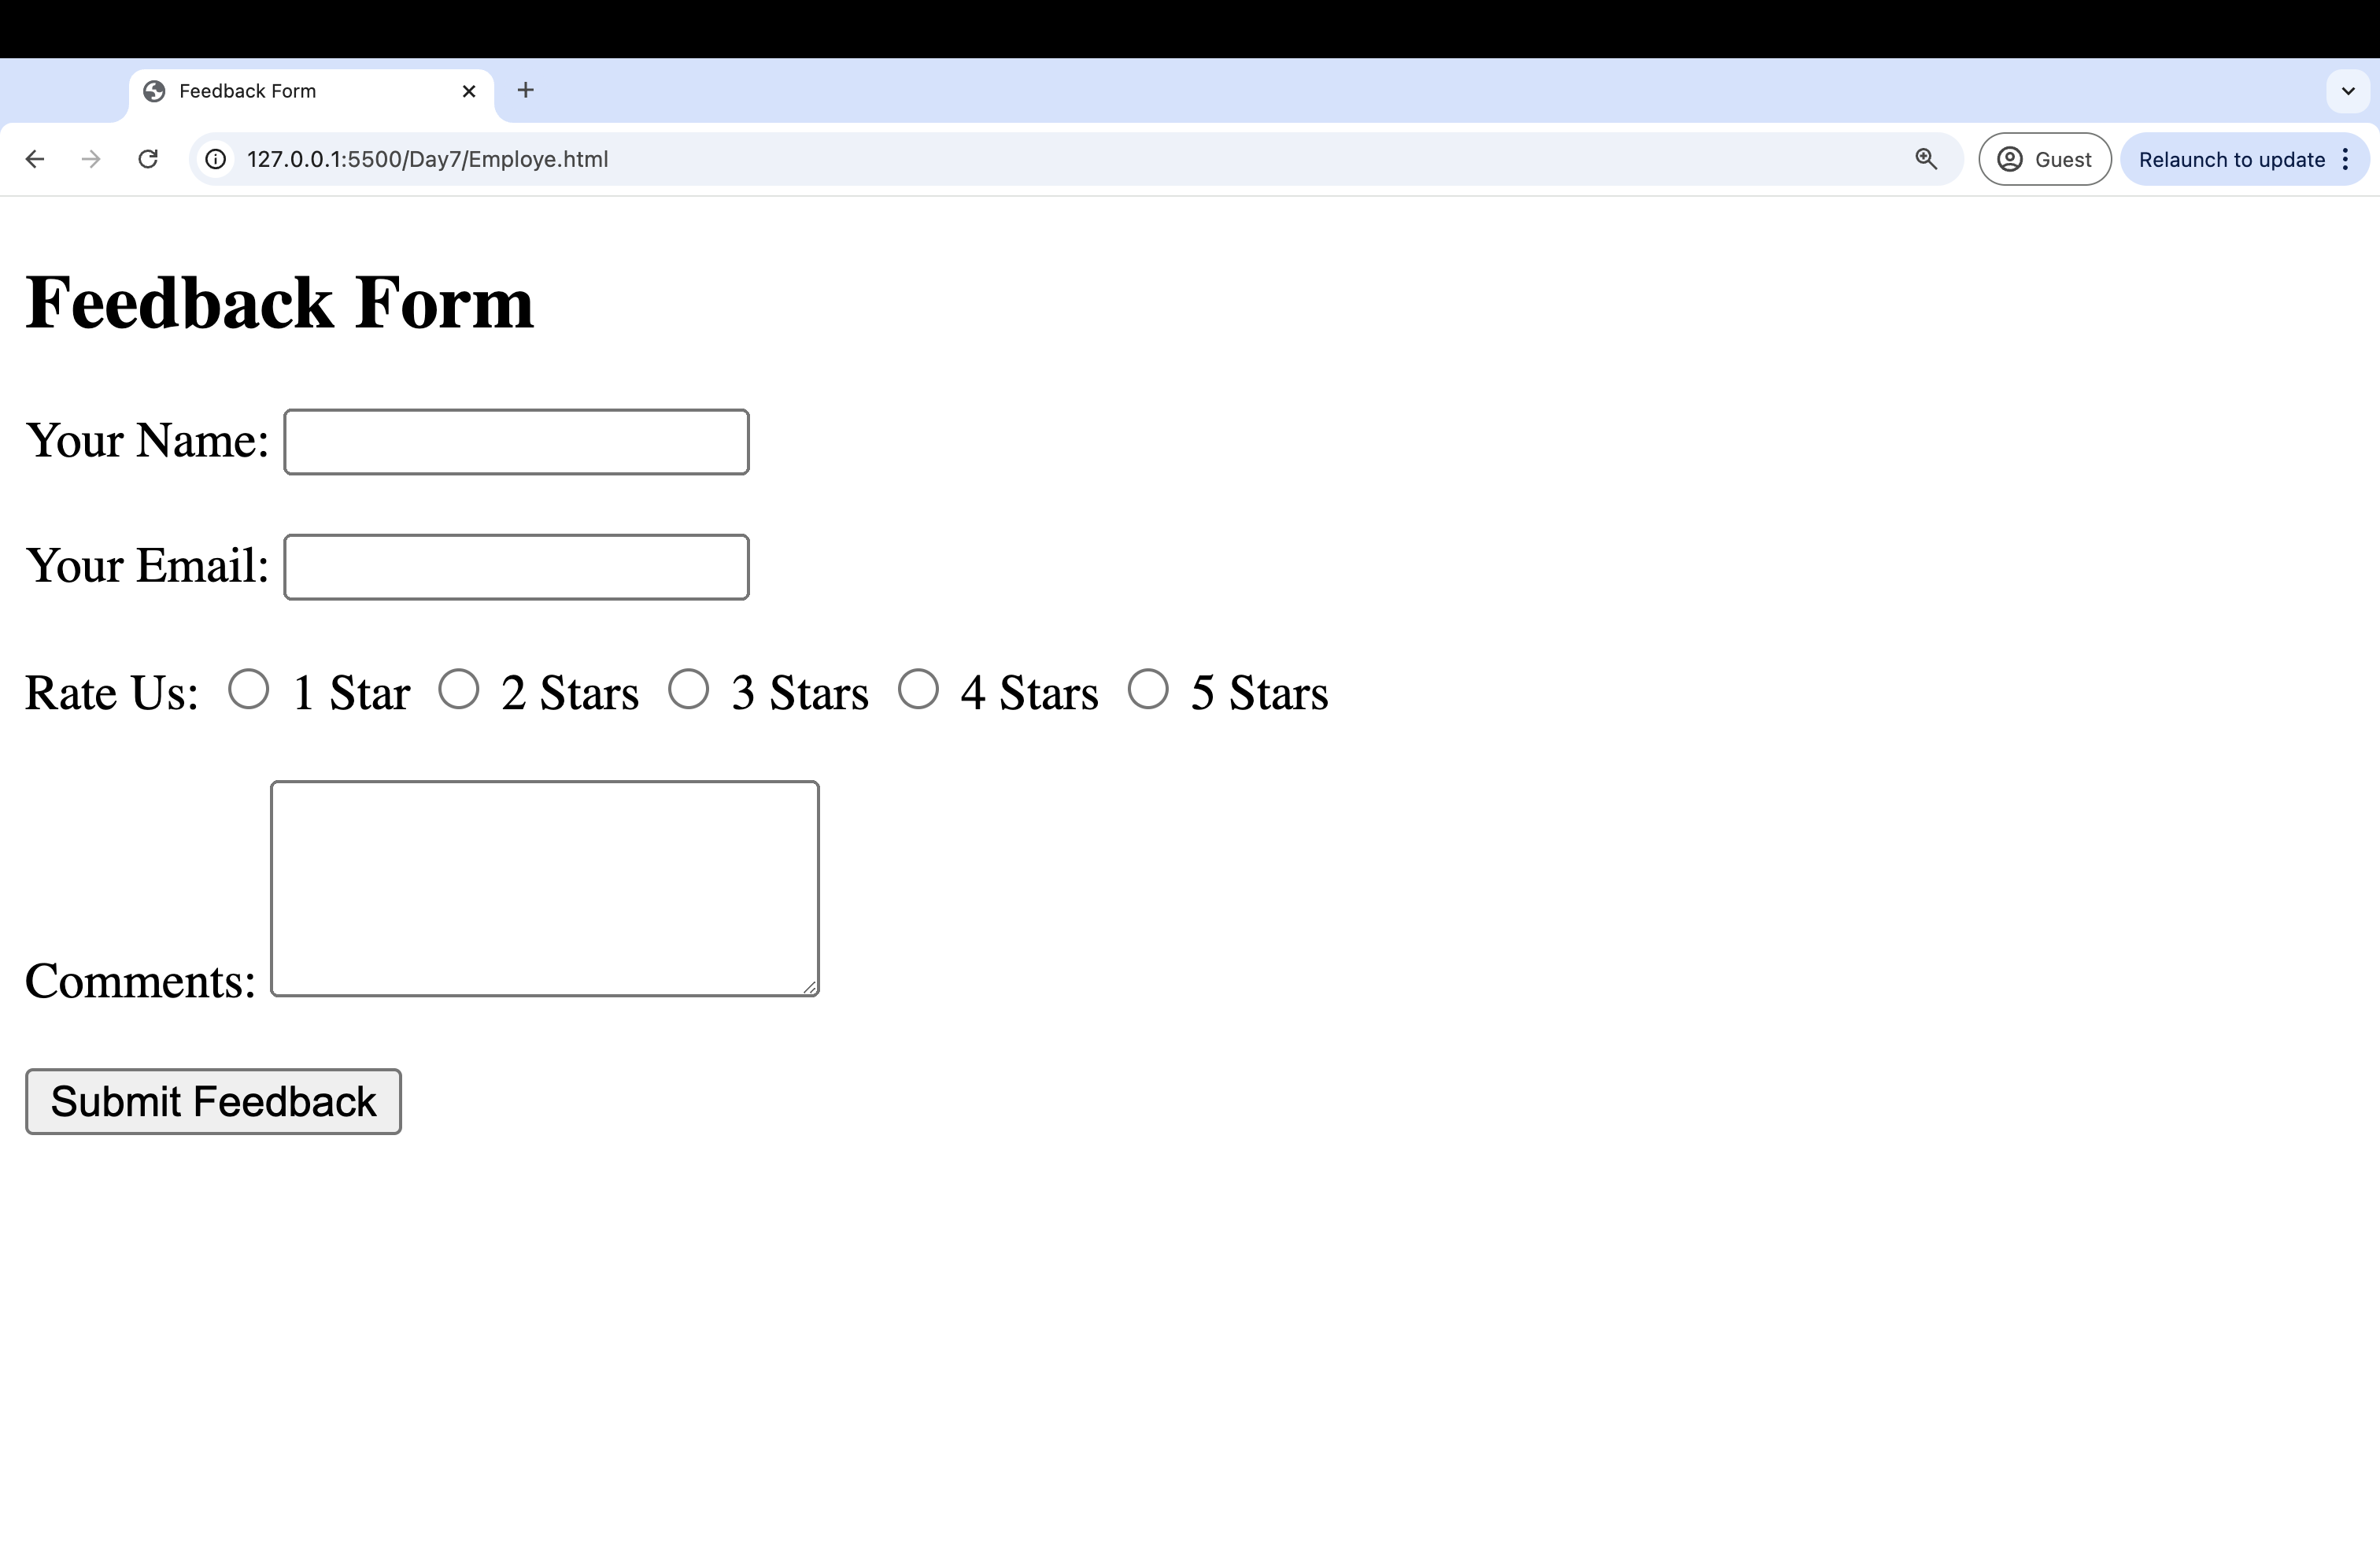 Feedback Form
127.0.0.1:5500/Day7/Employe.html
Guest
Relaunch to update
Feedback Form
Your Name:
Your Email:
Rate Us: 1 Star 2 Stars 3 Stars 4 Stars 5 Stars
Comments:
Submit Feedback